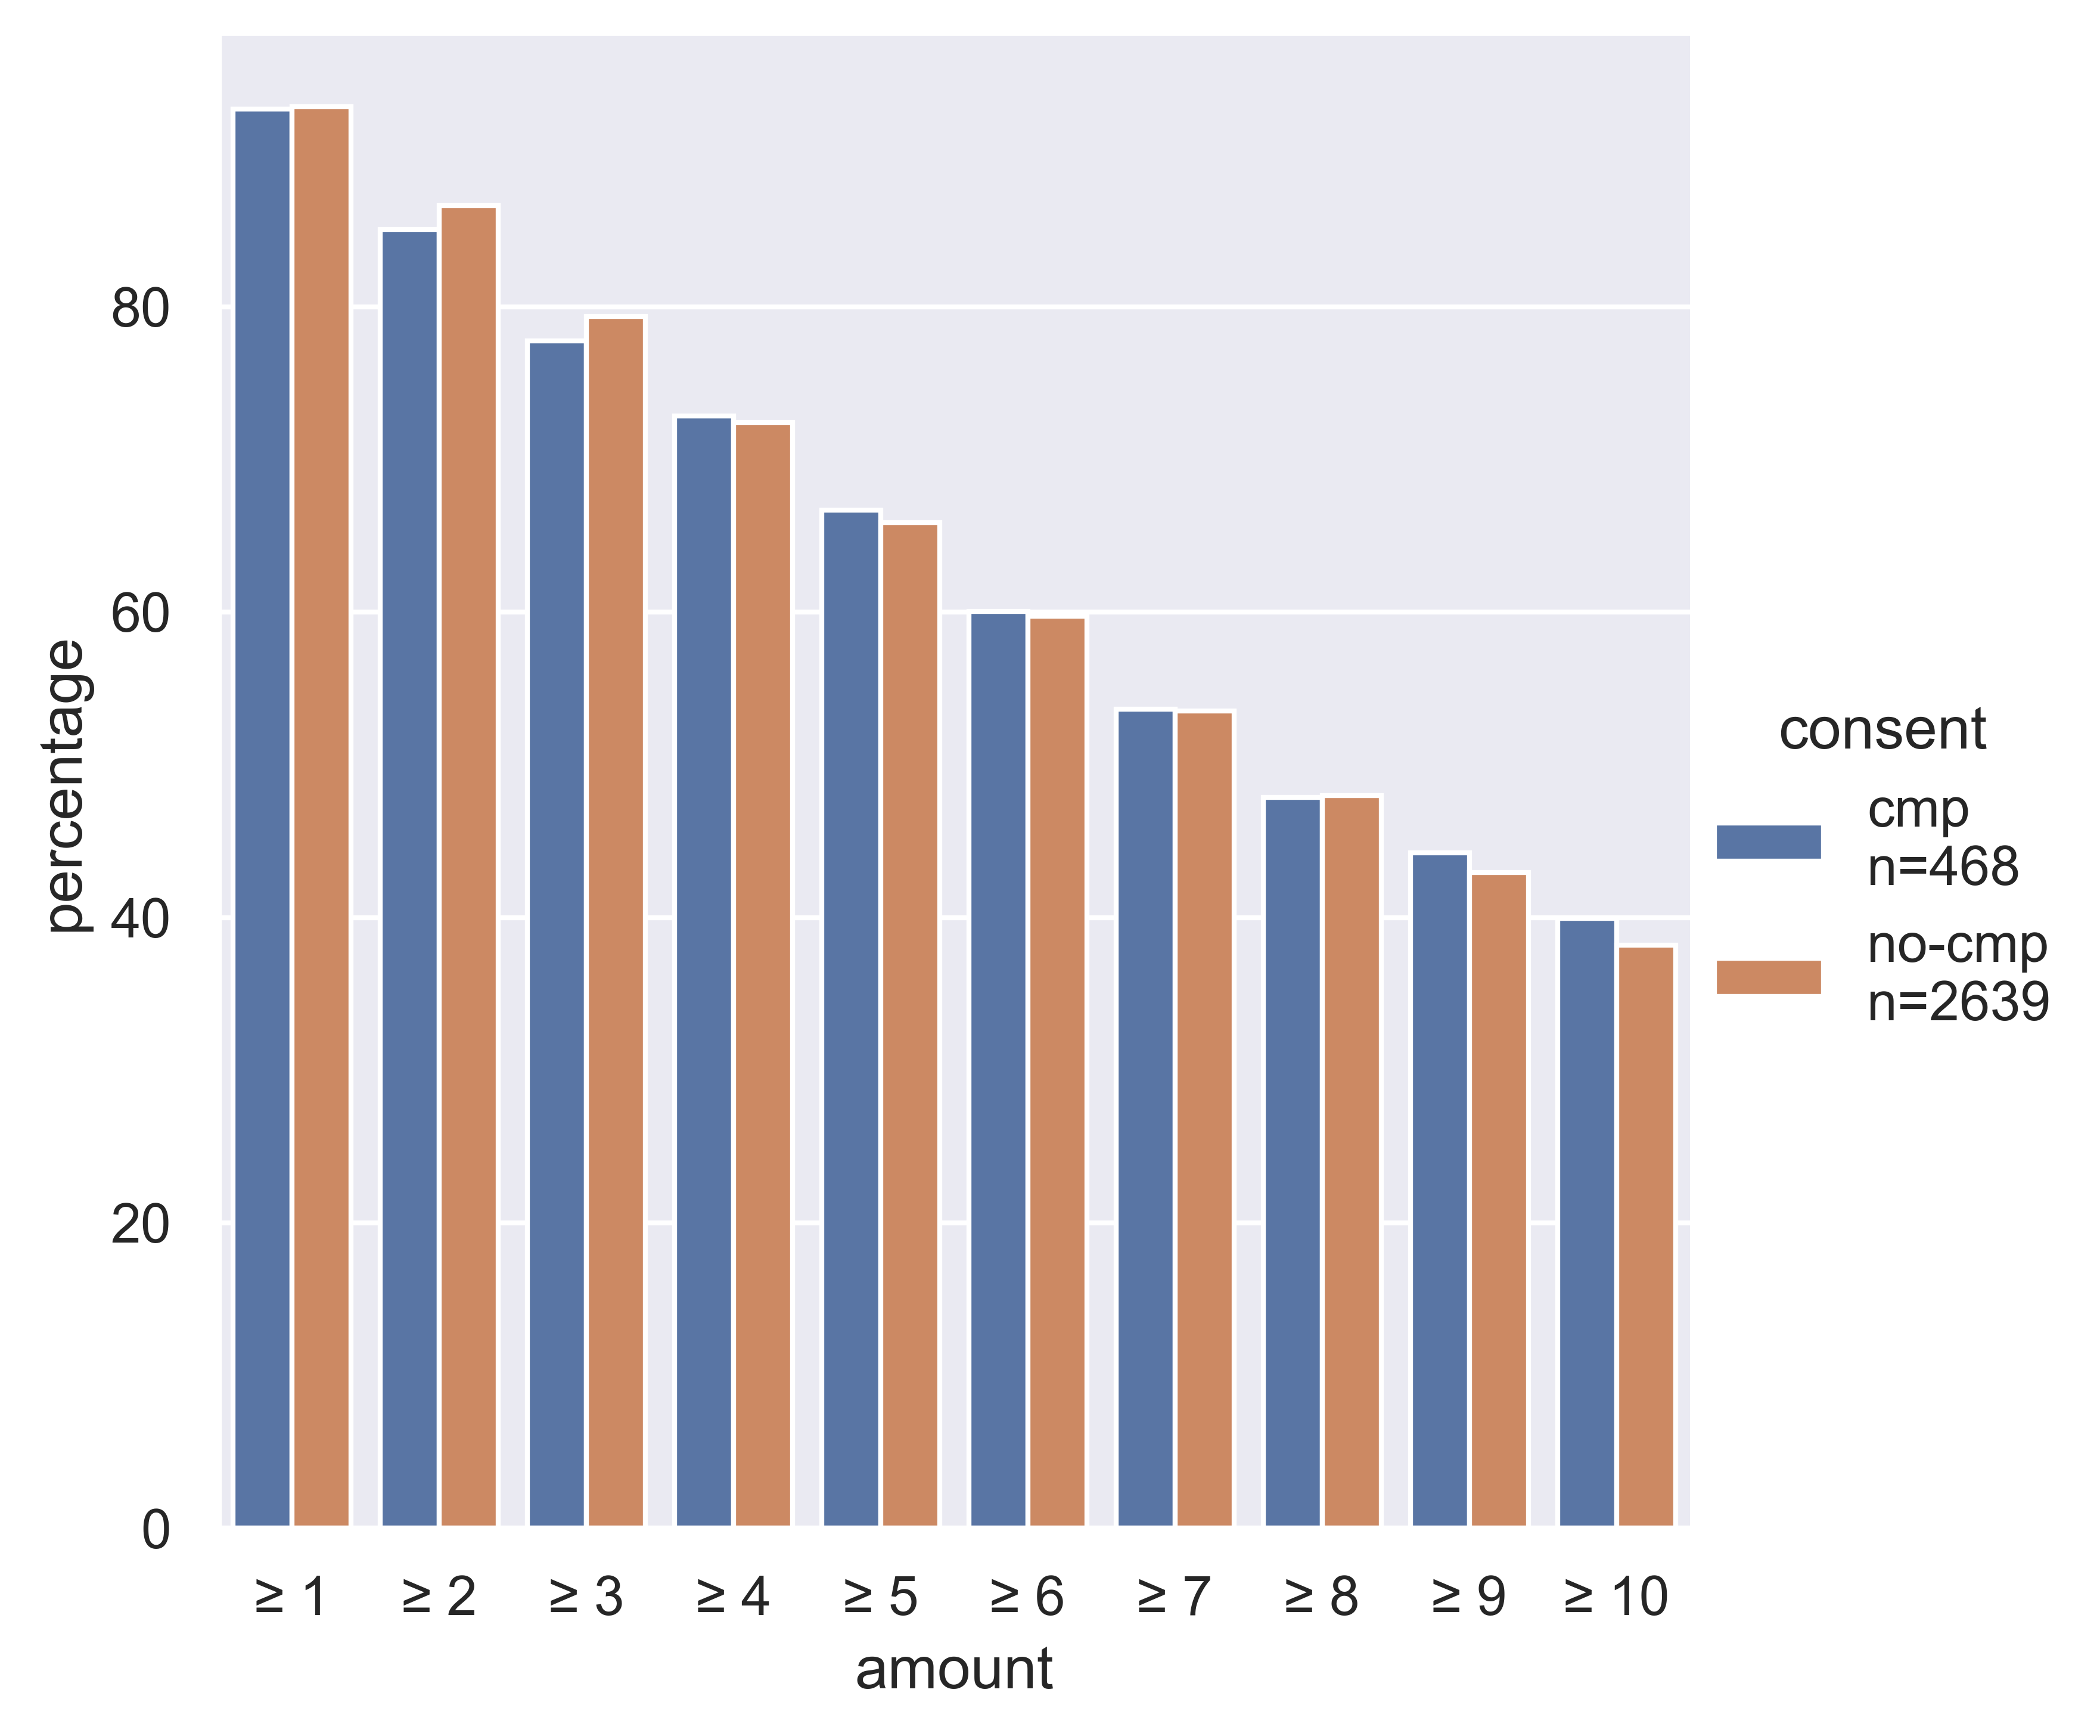 percentage
80
60
40
20
0
≥ 1
≥ 2
≥ 3
≥ 4
≥ 5
≥ 6
≥ 7
≥ 8
≥ 9
≥ 10
amount
consent
cmp
n=468
no-cmp
n=2639